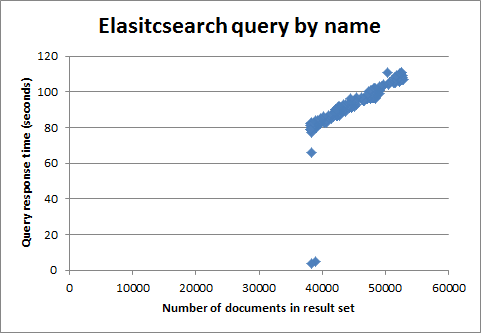 Elasitcsearch query by name
Query response time (seconds)
120
100
80
60
40
20
0
0 10000 20000 30000 40000 50000 60000
Number of documents in result set